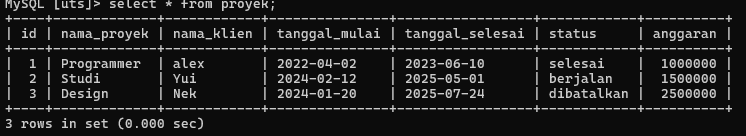 MySQL [uts]> select * from proyek;
+----+-------------+------------+---------------+-----------------+------------+----------+
| id | nama_proyek | nama_klien | tanggal_mulai | tanggal_selesai | status     | anggaran |
+----+-------------+------------+---------------+-----------------+------------+----------+
|  1 | Programmer  | alex       | 2022-04-02    | 2023-06-10      | selesai    |  1000000 |
|  2 | Studi       | Yui        | 2024-02-12    | 2025-05-01      | berjalan   |  1500000 |
|  3 | Design      | Nek        | 2024-01-20    | 2025-07-24      | dibatalkan |  2500000 |
+----+-------------+------------+---------------+-----------------+------------+----------+
3 rows in set (0.000 sec)